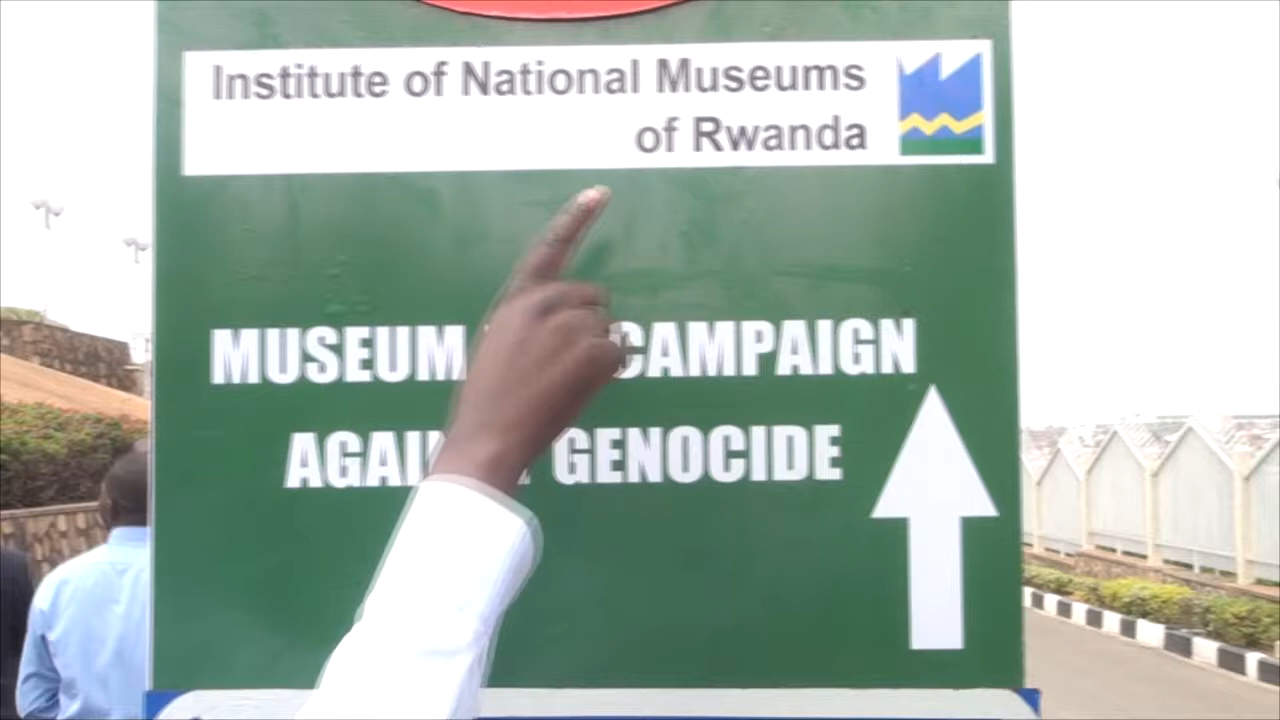 Institute of National Museums
of Rwanda
MUSEUM CAMPAIGN
GENOCIDE